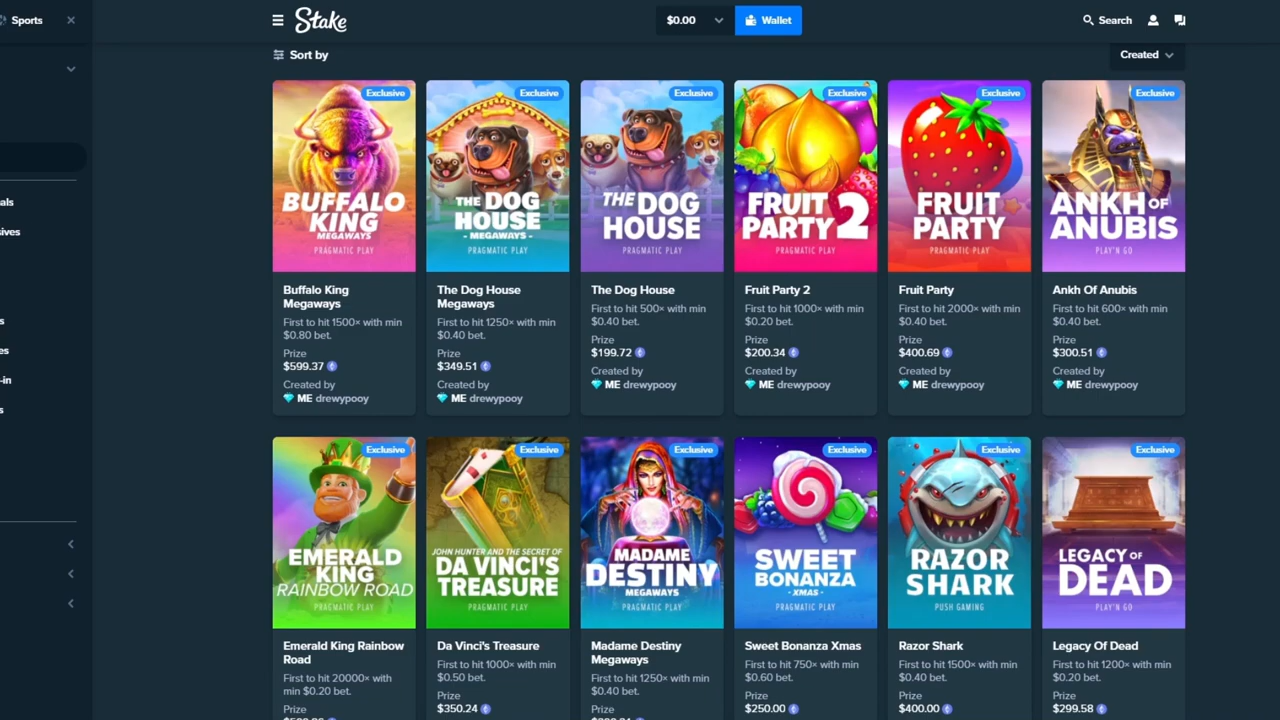 Sports
Stake
$0.00
Wallet
Search
Sort by
Created
als
ives
s
es
-in
s
Exclusive
BUFFALO
KING
MEGAWAYS
PRAGMATIC PLAY
Buffalo King
Megaways
First to hit 1500× with min
$0.80 bet.
Prize
$599.37
Created by
ME drewypooy
Exclusive
THE DOG
HOUSE
- MEGAWAYS -
PRAGMATIC PLAY
The Dog House
Megaways
First to hit 1250× with min
$0.40 bet.
Prize
$349.51
Created by
ME drewypooy
Exclusive
THE DOG
HOUSE
PRAGMATIC PLAY
The Dog House
First to hit 500× with min
$0.40 bet.
Prize
$199.72
Created by
ME drewypooy
Exclusive
FRUIT
PARTY 2
PRAGMATIC PLAY
Fruit Party 2
First to hit 1000× with min
$0.20 bet.
Prize
$200.34
Created by
ME drewypooy
Exclusive
FRUIT
PARTY
PRAGMATIC PLAY
Fruit Party
First to hit 2000× with min
$0.40 bet.
Prize
$400.69
Created by
ME drewypooy
Exclusive
ANKH OF
ANUBIS
PLAY'N GO
Ankh Of Anubis
First to hit 600× with min
$0.40 bet.
Prize
$300.51
Created by
ME drewypooy
Exclusive
EMERALD
KING
RAINBOW ROAD
PRAGMATIC PLAY
Emerald King Rainbow
Road
First to hit 20000× with
min $0.20 bet.
Prize
Exclusive
JOHN HUNTER AND THE SECRET OF
DA VINCI'S
TREASURE
PRAGMATIC PLAY
Da Vinci's Treasure
First to hit 1000× with min
$0.50 bet.
Prize
$350.24
Exclusive
MADAME
DESTINY
MEGAWAYS
PRAGMATIC PLAY
Madame Destiny
Megaways
First to hit 1250× with min
$0.40 bet.
Prize
Exclusive
SWEET
BONANZA
- XMAS -
PRAGMATIC PLAY
Sweet Bonanza Xmas
First to hit 750× with min
$0.60 bet.
Prize
$250.00
Exclusive
RAZOR
SHARK
PUSH GAMING
Razor Shark
First to hit 1500× with min
$0.40 bet.
Prize
$400.00
Exclusive
LEGACY OF
DEAD
PLAY'N GO
Legacy Of Dead
First to hit 1200× with min
$0.20 bet.
Prize
$299.58